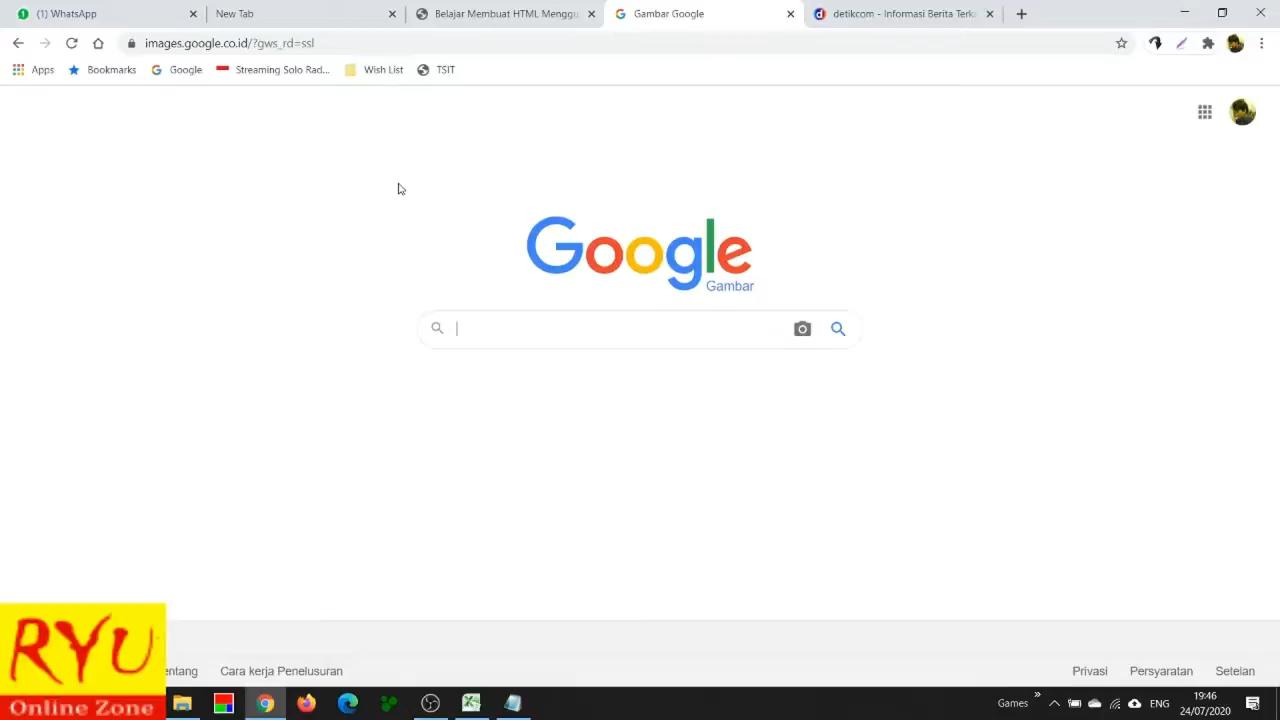 (1) WhatsApp
New Tab
Belajar Membuat HTML Menggu
Gambar Google
detikcom - Informasi Berita Terk
images.google.co.id/?gws_rd=ssl
Apps
Bookmarks
Google
Streaming Solo Rad...
Wish List
TSIT
Google
Gambar
entang
Cara kerja Penelusuran
Privasi
Persyaratan
Setelan
RYU
Online Zone
Games
ENG
19:46
24/07/2020